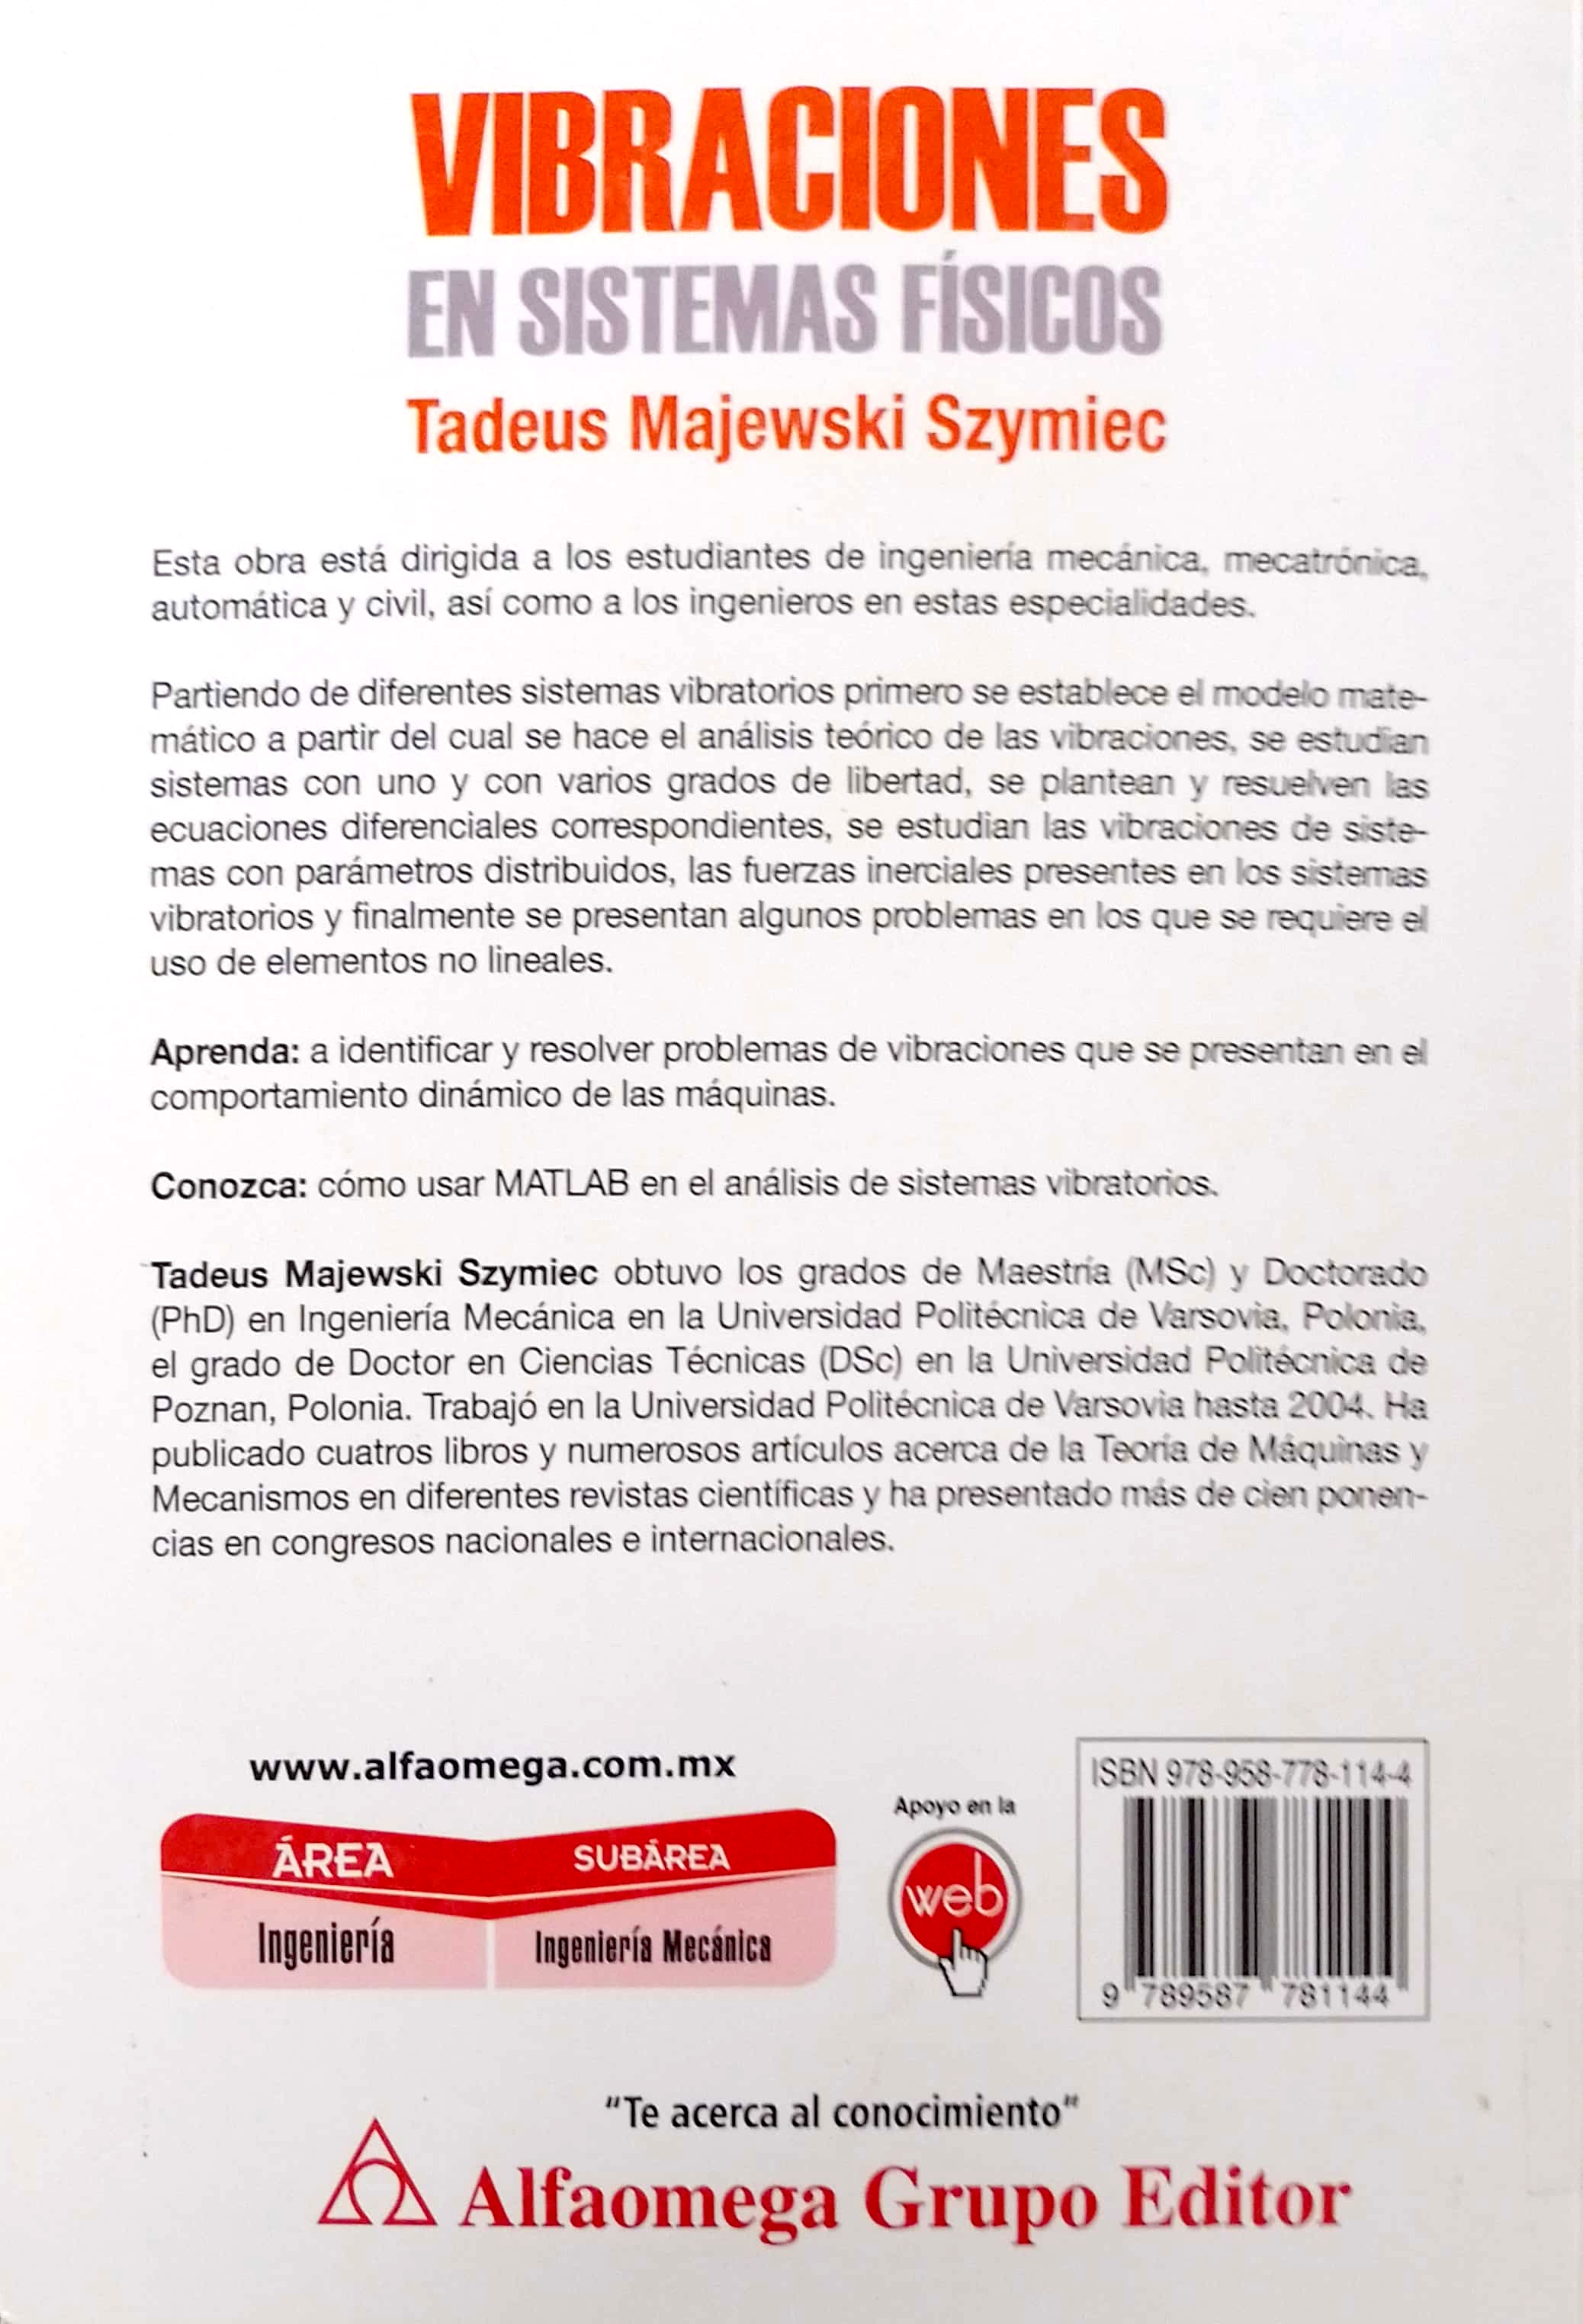 VIBRACIONES
EN SISTEMAS FÍSICOS
Tadeus Majewski Szymiec
Esta obra está dirigida a los estudiantes de ingeniería mecánica, mecatrónica,
automática y civil, así como a los ingenieros en estas especialidades.
Partiendo de diferentes sistemas vibratorios primero se establece el modelo mate-
mático a partir del cual se hace el análisis teórico de las vibraciones, se estudian
sistemas con uno y con varios grados de libertad, se plantean y resuelven las
ecuaciones diferenciales correspondientes, se estudian las vibraciones de siste-
mas con parámetros distribuidos, las fuerzas inerciales presentes en los sistemas
vibratorios y finalmente se presentan algunos problemas en los que se requiere el
uso de elementos no lineales.
Aprenda: a identificar y resolver problemas de vibraciones que se presentan en el
comportamiento dinámico de las máquinas.
Conozca: cómo usar MATLAB en el análisis de sistemas vibratorios.
Tadeus Majewski Szymiec obtuvo los grados de Maestría (MSc) y Doctorado
(PhD) en Ingeniería Mecánica en la Universidad Politécnica de Varsovia, Polonia,
el grado de Doctor en Ciencias Técnicas (DSc) en la Universidad Politécnica de
Poznan, Polonia. Trabajó en la Universidad Politécnica de Varsovia hasta 2004. Ha
publicado cuatros libros y numerosos artículos acerca de la Teoría de Máquinas y
Mecanismos en diferentes revistas científicas y ha presentado más de cien ponen-
cias en congresos nacionales e internacionales.
www.alfaomega.com.mx
ÁREA
SUBÁREA
Ingeniería
Ingeniería Mecánica
Apoyo en la
web
ISBN 978-958-778-114-4
9 789587 781144
"Te acerca al conocimiento"
Alfaomega Grupo Editor